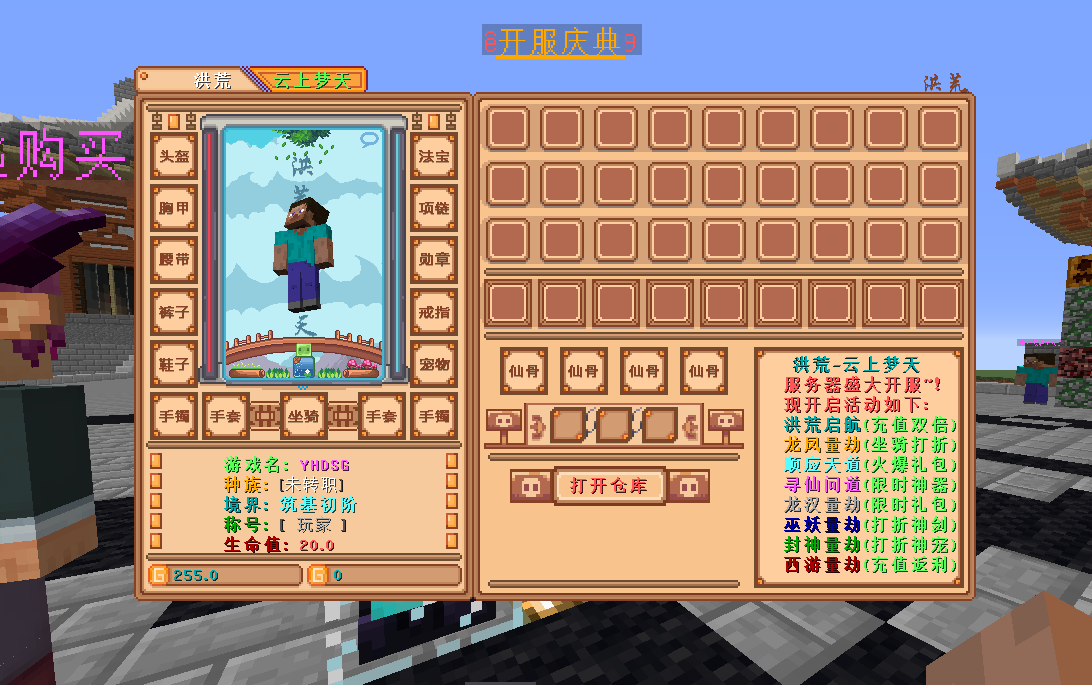 开服庆典
洪荒
云上梦天
洪荒
购买
头盔
胸甲
腰带
裤子
鞋子
洪
荒
天
法宝
项链
勋章
戒指
宠物
手镯
手套
坐骑
手套
手镯
游戏名: YHDSG
种族: [未转职]
境界: 筑基初阶
称号: [ 玩家 ]
生命值: 20.0
G 255.0
G 0
仙骨
仙骨
仙骨
仙骨
打开仓库
洪荒-云上梦天
服务器盛大开服~!
现开启活动如下:
洪荒启航(充值双倍)
龙凤量劫(坐骑打折)
顺应天道(火爆礼包)
寻仙问道(限时神器)
龙汉量劫(限时礼包)
巫妖量劫(打折神剑)
封神量劫(打折神宠)
西游量劫(充值返利)